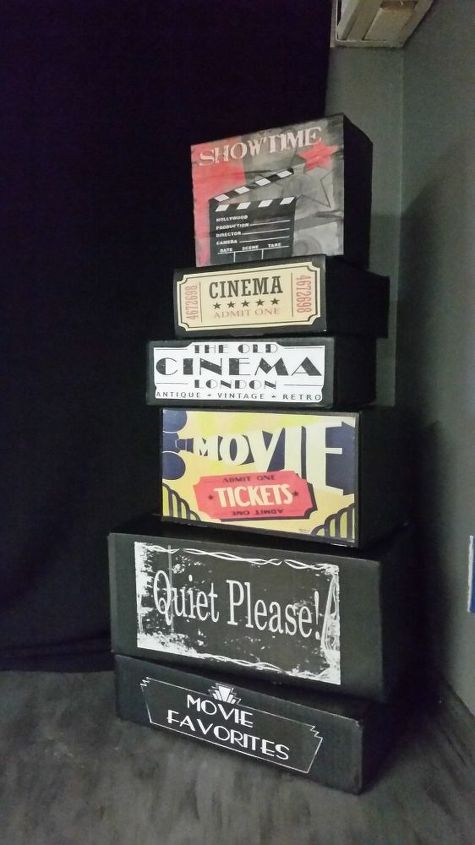 SHOWTIME
HOLLYWOOD
PRODUCTION
DIRECTOR
CAMERA
DATE SCENE TAKE
4672698
CINEMA
ADMIT ONE
4672698
THE OLD
CINEMA
LONDON
ANTIQUE • VINTAGE • RETRO
MOVIE
ADMIT ONE
TICKETS
ADMIT ONE
Quiet Please!
MOVIE
FAVORITES